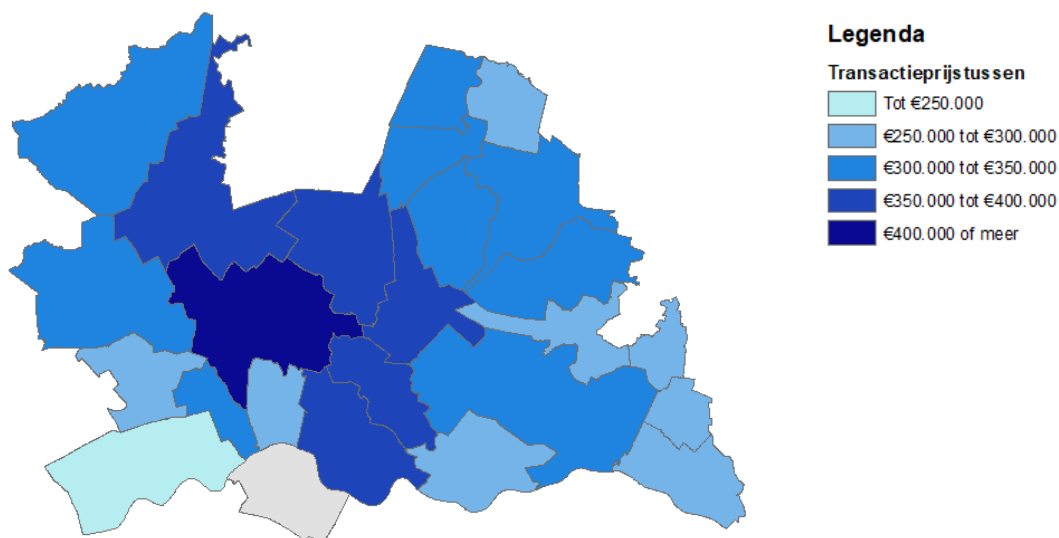 Legenda
Transactieprijstussen
Tot €250.000
€250.000 tot €300.000
€300.000 tot €350.000
€350.000 tot €400.000
€400.000 of meer